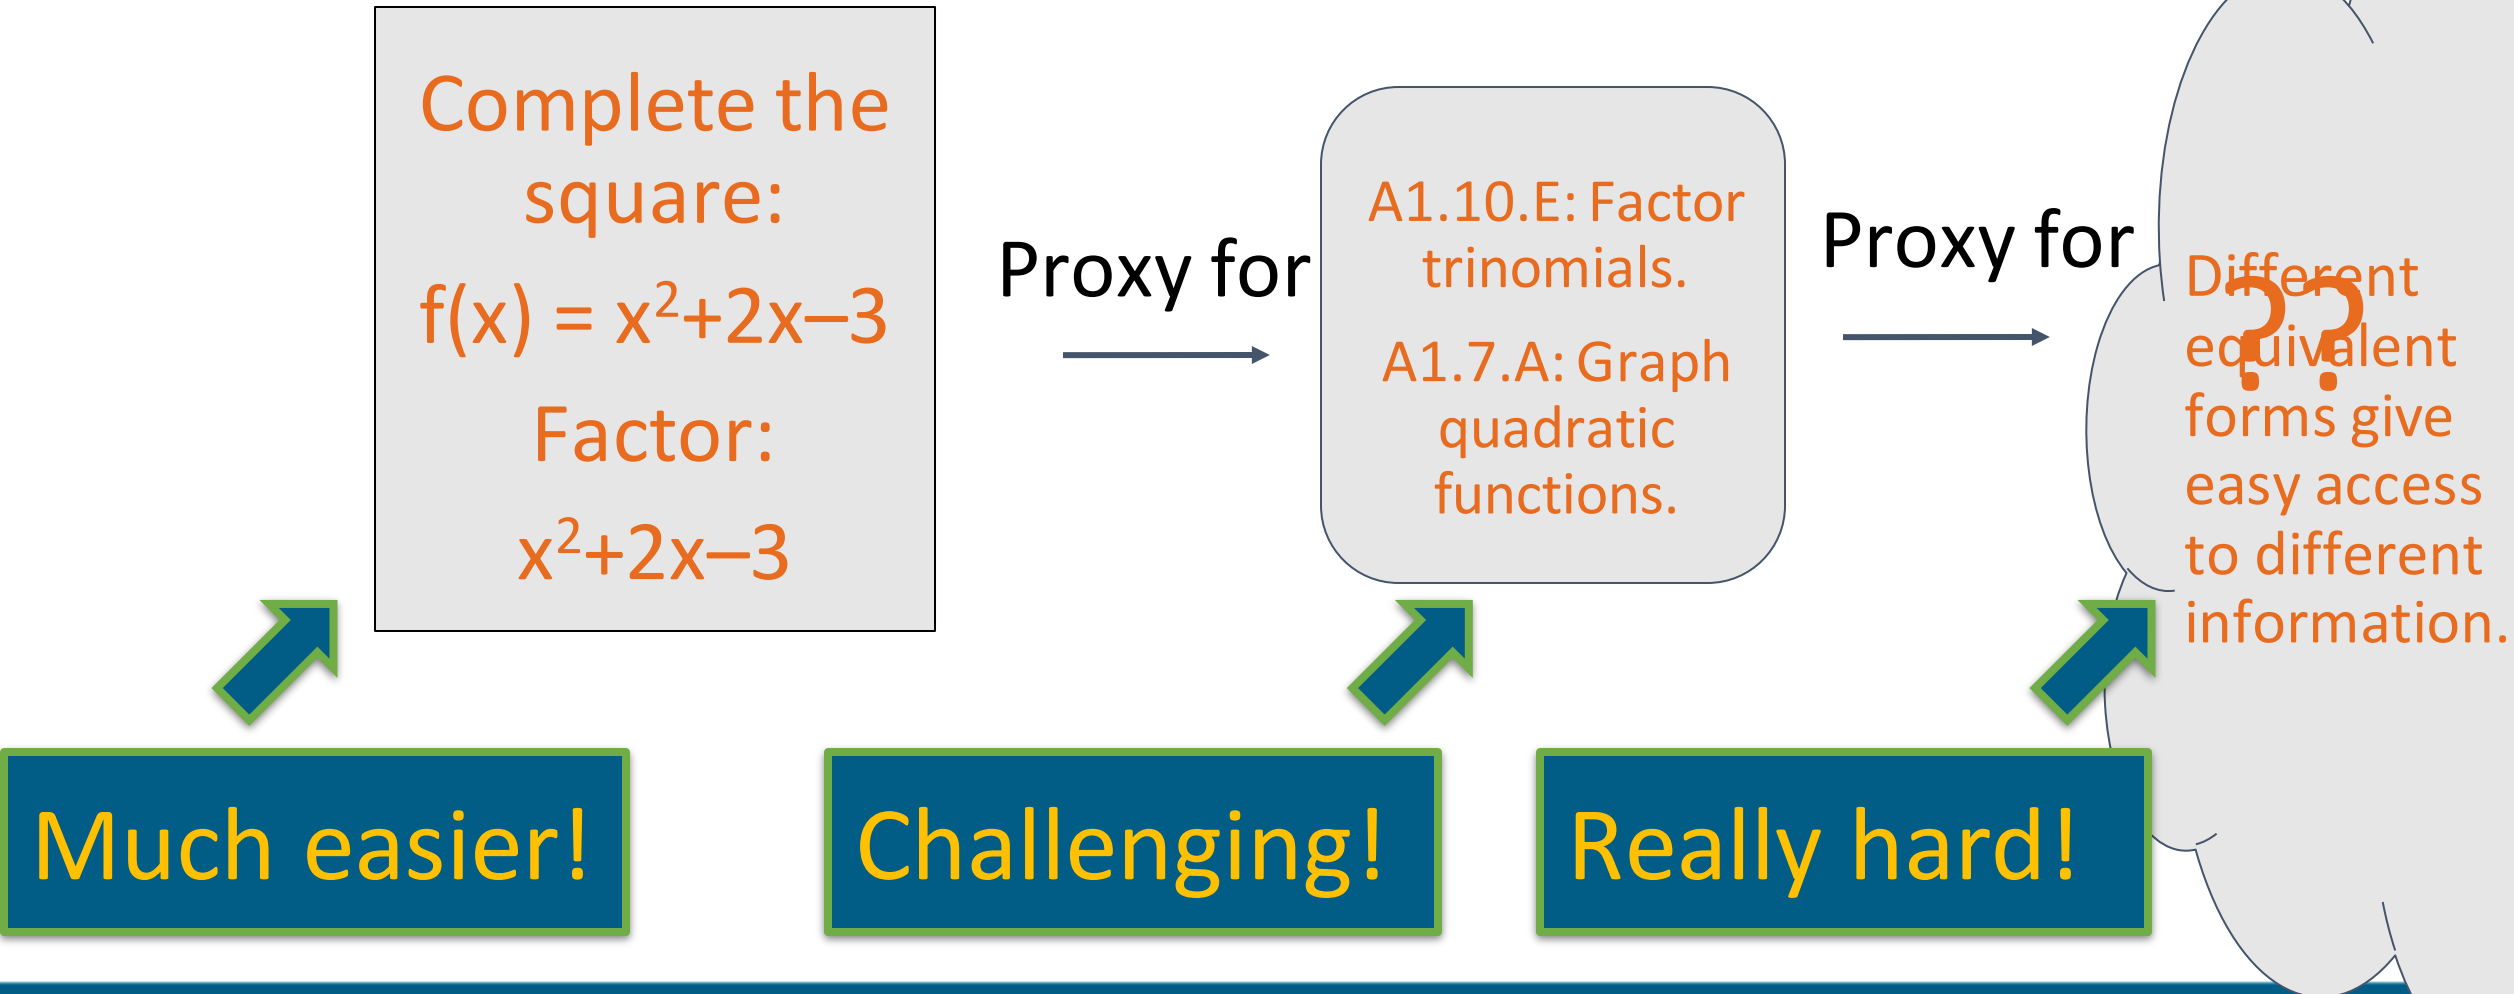 Complete the
square:
f(x) = x²+2x–3
Factor:
x²+2x–3
Proxy for
A1.10.E: Factor
trinomials.
A1.7.A: Graph
quadratic
functions.
Proxy for
??
Different
equivalent
forms give
easy access
to different
information.
Much easier!
Challenging!
Really hard!